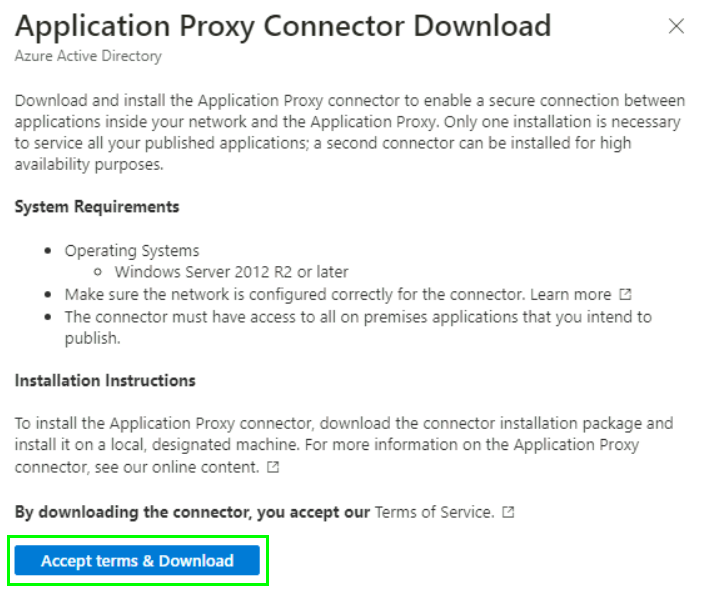 Application Proxy Connector Download
Azure Active Directory
Download and install the Application Proxy connector to enable a secure connection between
applications inside your network and the Application Proxy. Only one installation is necessary
to service all your published applications; a second connector can be installed for high
availability purposes.
System Requirements
• Operating Systems
o Windows Server 2012 R2 or later
• Make sure the network is configured correctly for the connector. Learn more
• The connector must have access to all on premises applications that you intend to
publish.
Installation Instructions
To install the Application Proxy connector, download the connector installation package and
install it on a local, designated machine. For more information on the Application Proxy
connector, see our online content.
By downloading the connector, you accept our Terms of Service.
Accept terms & Download